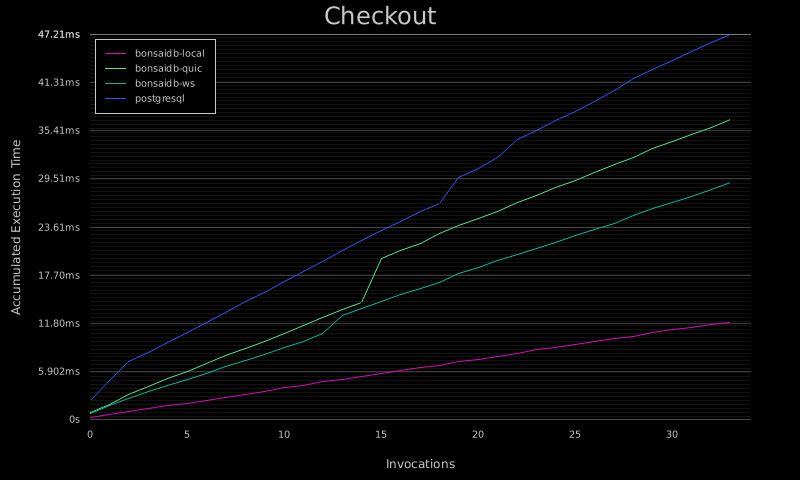 Checkout
47.21ms
bonsaidb-local
bonsaidb-quic
bonsaidb-ws
postgresql
41.31ms
35.41ms
29.51ms
23.61ms
17.70ms
11.80ms
5.902ms
0s
Accumulated Execution Time
0 5 10 15 20 25 30
Invocations